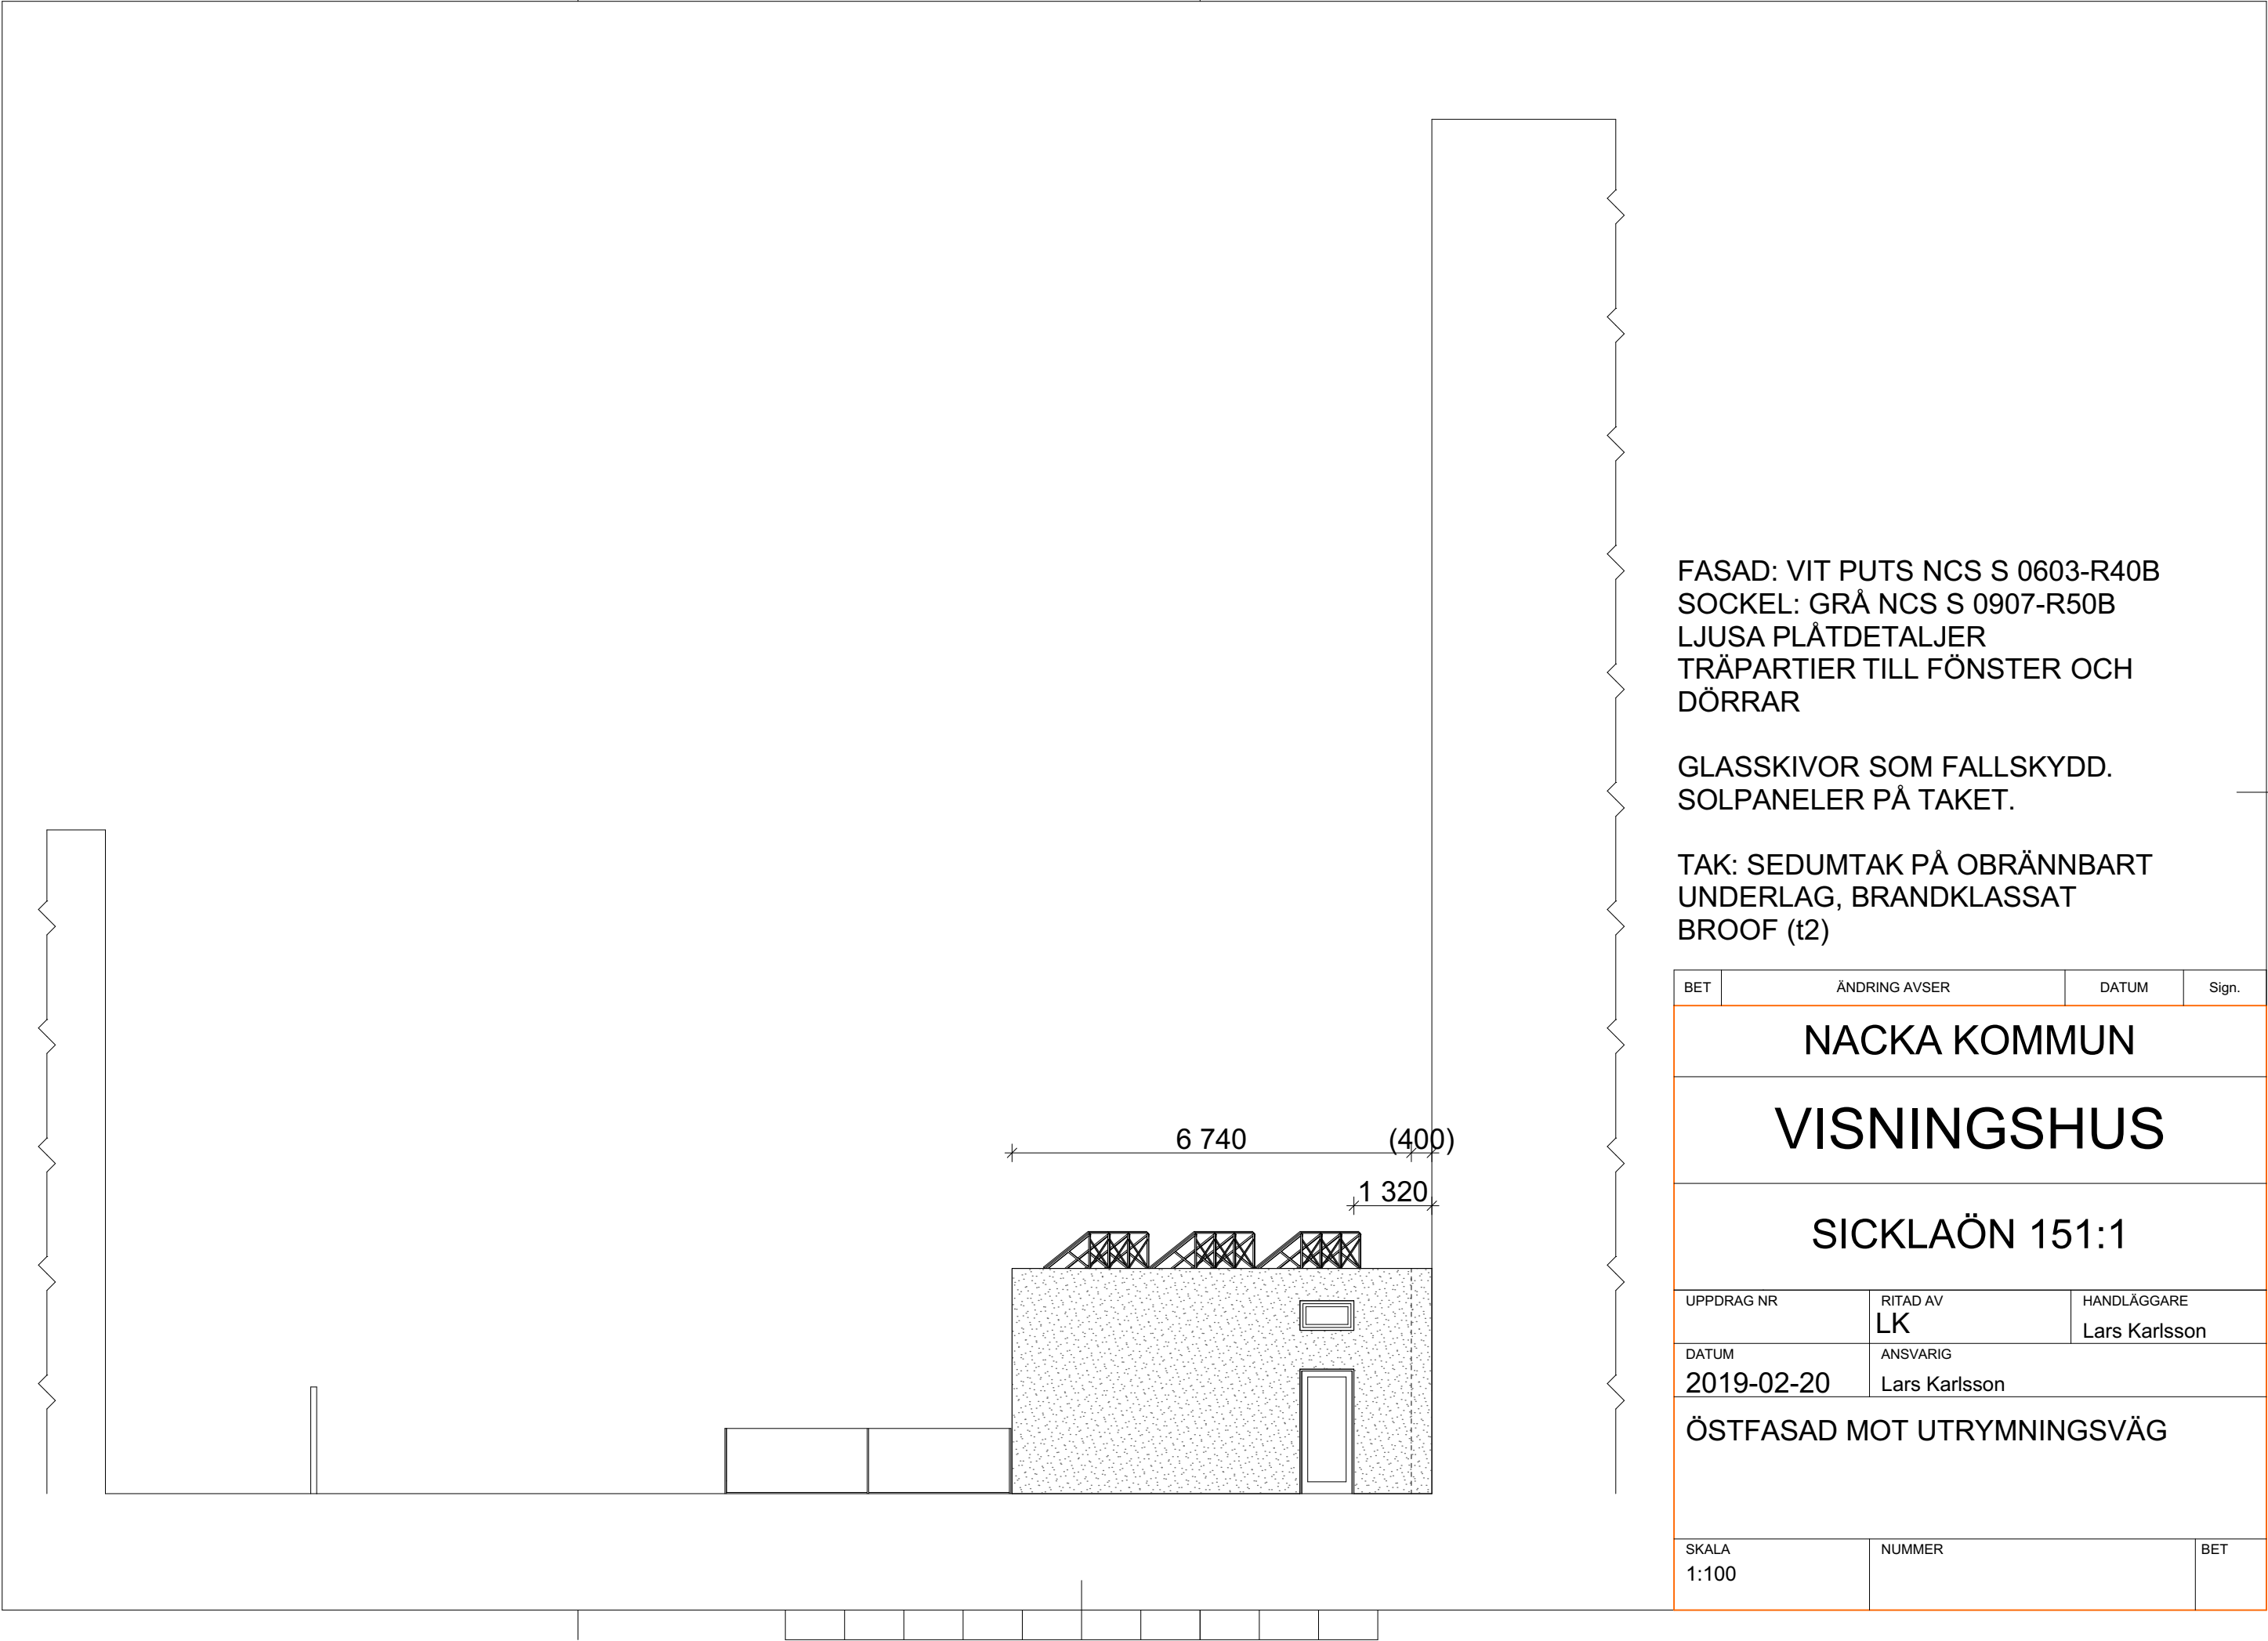 FASAD: VIT PUTS NCS S 0603-R40B
SOCKEL: GRÅ NCS S 0907-R50B
LJUSA PLÅTDETALJER
TRÄPARTIER TILL FÖNSTER OCH
DÖRRAR
GLASSKIVOR SOM FALLSKYDD.
SOLPANELER PÅ TAKET.
TAK: SEDUMTAK PÅ OBRÄNNBART
UNDERLAG, BRANDKLASSAT
BROOF (t2)
6 740 (400)
1 320
BET ÄNDRING AVSER DATUM Sign.
NACKA KOMMUN
VISNINGSHUS
SICKLAÖN 151:1
UPPDRAG NR RITAD AV HANDLÄGGARE
LK Lars Karlsson
DATUM ANSVARIG
2019-02-20 Lars Karlsson
ÖSTFASAD MOT UTRYMNINGSVÄG
SKALA NUMMER BET
1:100